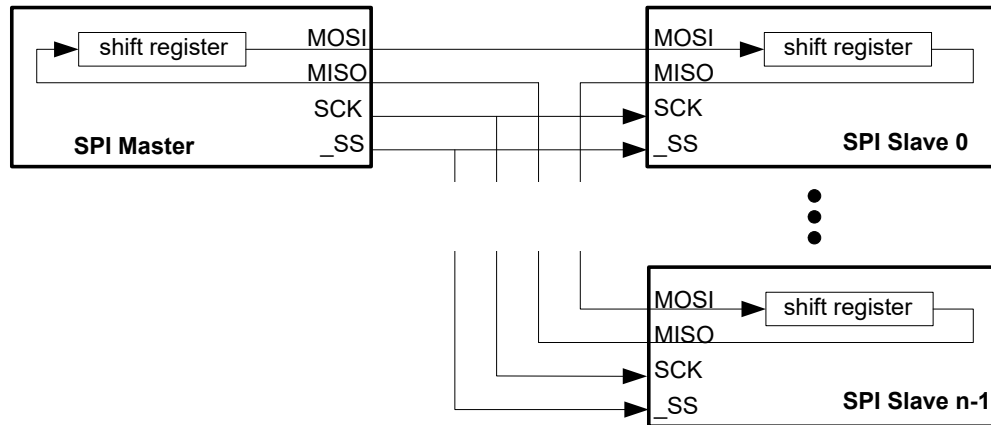 shift register
MOSI
MISO
SCK
_SS
SPI Master
MOSI
shift register
MISO
SCK
_SS
SPI Slave 0
MOSI
shift register
MISO
SCK
_SS
SPI Slave n-1